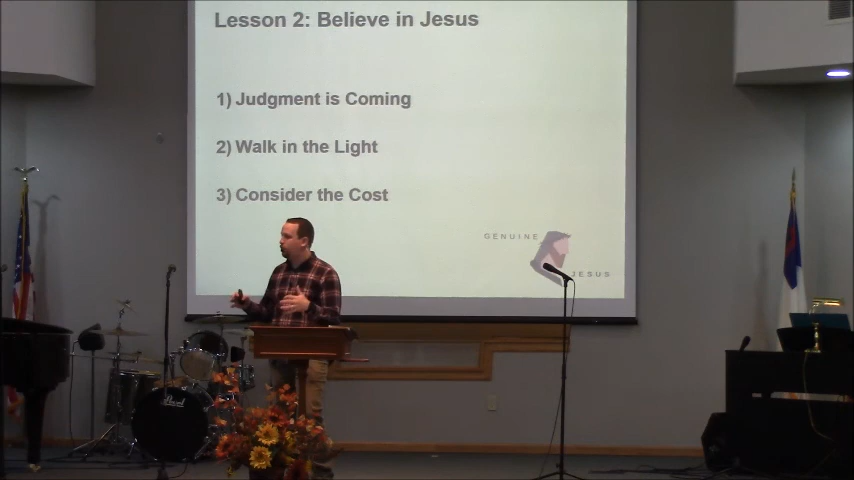 Lesson 2: Believe in Jesus
1) Judgment is Coming
2) Walk in the Light
3) Consider the Cost
GENUINE
JESUS
Pearl